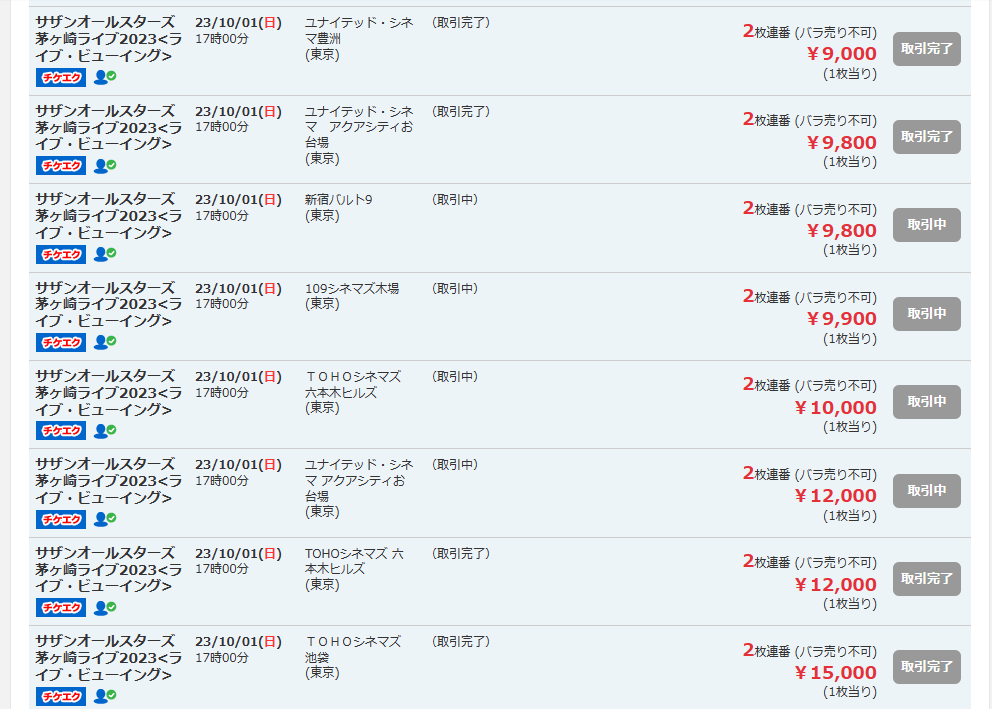 サザンオールスターズ
茅ヶ崎ライブ2023<ラ
イブ・ビューイング>
チケエク
23/10/01(日)
17時00分
ユナイテッド・シネ
マ豊洲
(東京)
（取引完了）
2枚連番 (バラ売り不可)
￥9,000
(1枚当り)
取引完了
サザンオールスターズ
茅ヶ崎ライブ2023<ラ
イブ・ビューイング>
チケエク
23/10/01(日)
17時00分
ユナイテッド・シネ
マ　アクアシティお
台場
(東京)
（取引完了）
2枚連番 (バラ売り不可)
￥9,800
(1枚当り)
取引完了
サザンオールスターズ
茅ヶ崎ライブ2023<ラ
イブ・ビューイング>
チケエク
23/10/01(日)
17時00分
新宿バルト9
(東京)
（取引中）
2枚連番 (バラ売り不可)
￥9,800
(1枚当り)
取引中
サザンオールスターズ
茅ヶ崎ライブ2023<ラ
イブ・ビューイング>
チケエク
23/10/01(日)
17時00分
109シネマズ木場
(東京)
（取引中）
2枚連番 (バラ売り不可)
￥9,900
(1枚当り)
取引中
サザンオールスターズ
茅ヶ崎ライブ2023<ラ
イブ・ビューイング>
チケエク
23/10/01(日)
17時00分
ＴＯＨＯシネマズ
六本木ヒルズ
(東京)
（取引中）
2枚連番 (バラ売り不可)
￥10,000
(1枚当り)
取引中
サザンオールスターズ
茅ヶ崎ライブ2023<ラ
イブ・ビューイング>
チケエク
23/10/01(日)
17時00分
ユナイテッド・シネ
マ アクアシティお
台場
(東京)
（取引中）
2枚連番 (バラ売り不可)
￥12,000
(1枚当り)
取引中
サザンオールスターズ
茅ヶ崎ライブ2023<ラ
イブ・ビューイング>
チケエク
23/10/01(日)
17時00分
TOHOシネマズ 六
本木ヒルズ
(東京)
（取引完了）
2枚連番 (バラ売り不可)
￥12,000
(1枚当り)
取引完了
サザンオールスターズ
茅ヶ崎ライブ2023<ラ
イブ・ビューイング>
チケエク
23/10/01(日)
17時00分
ＴＯＨＯシネマズ
池袋
(東京)
（取引完了）
2枚連番 (バラ売り不可)
￥15,000
(1枚当り)
取引完了